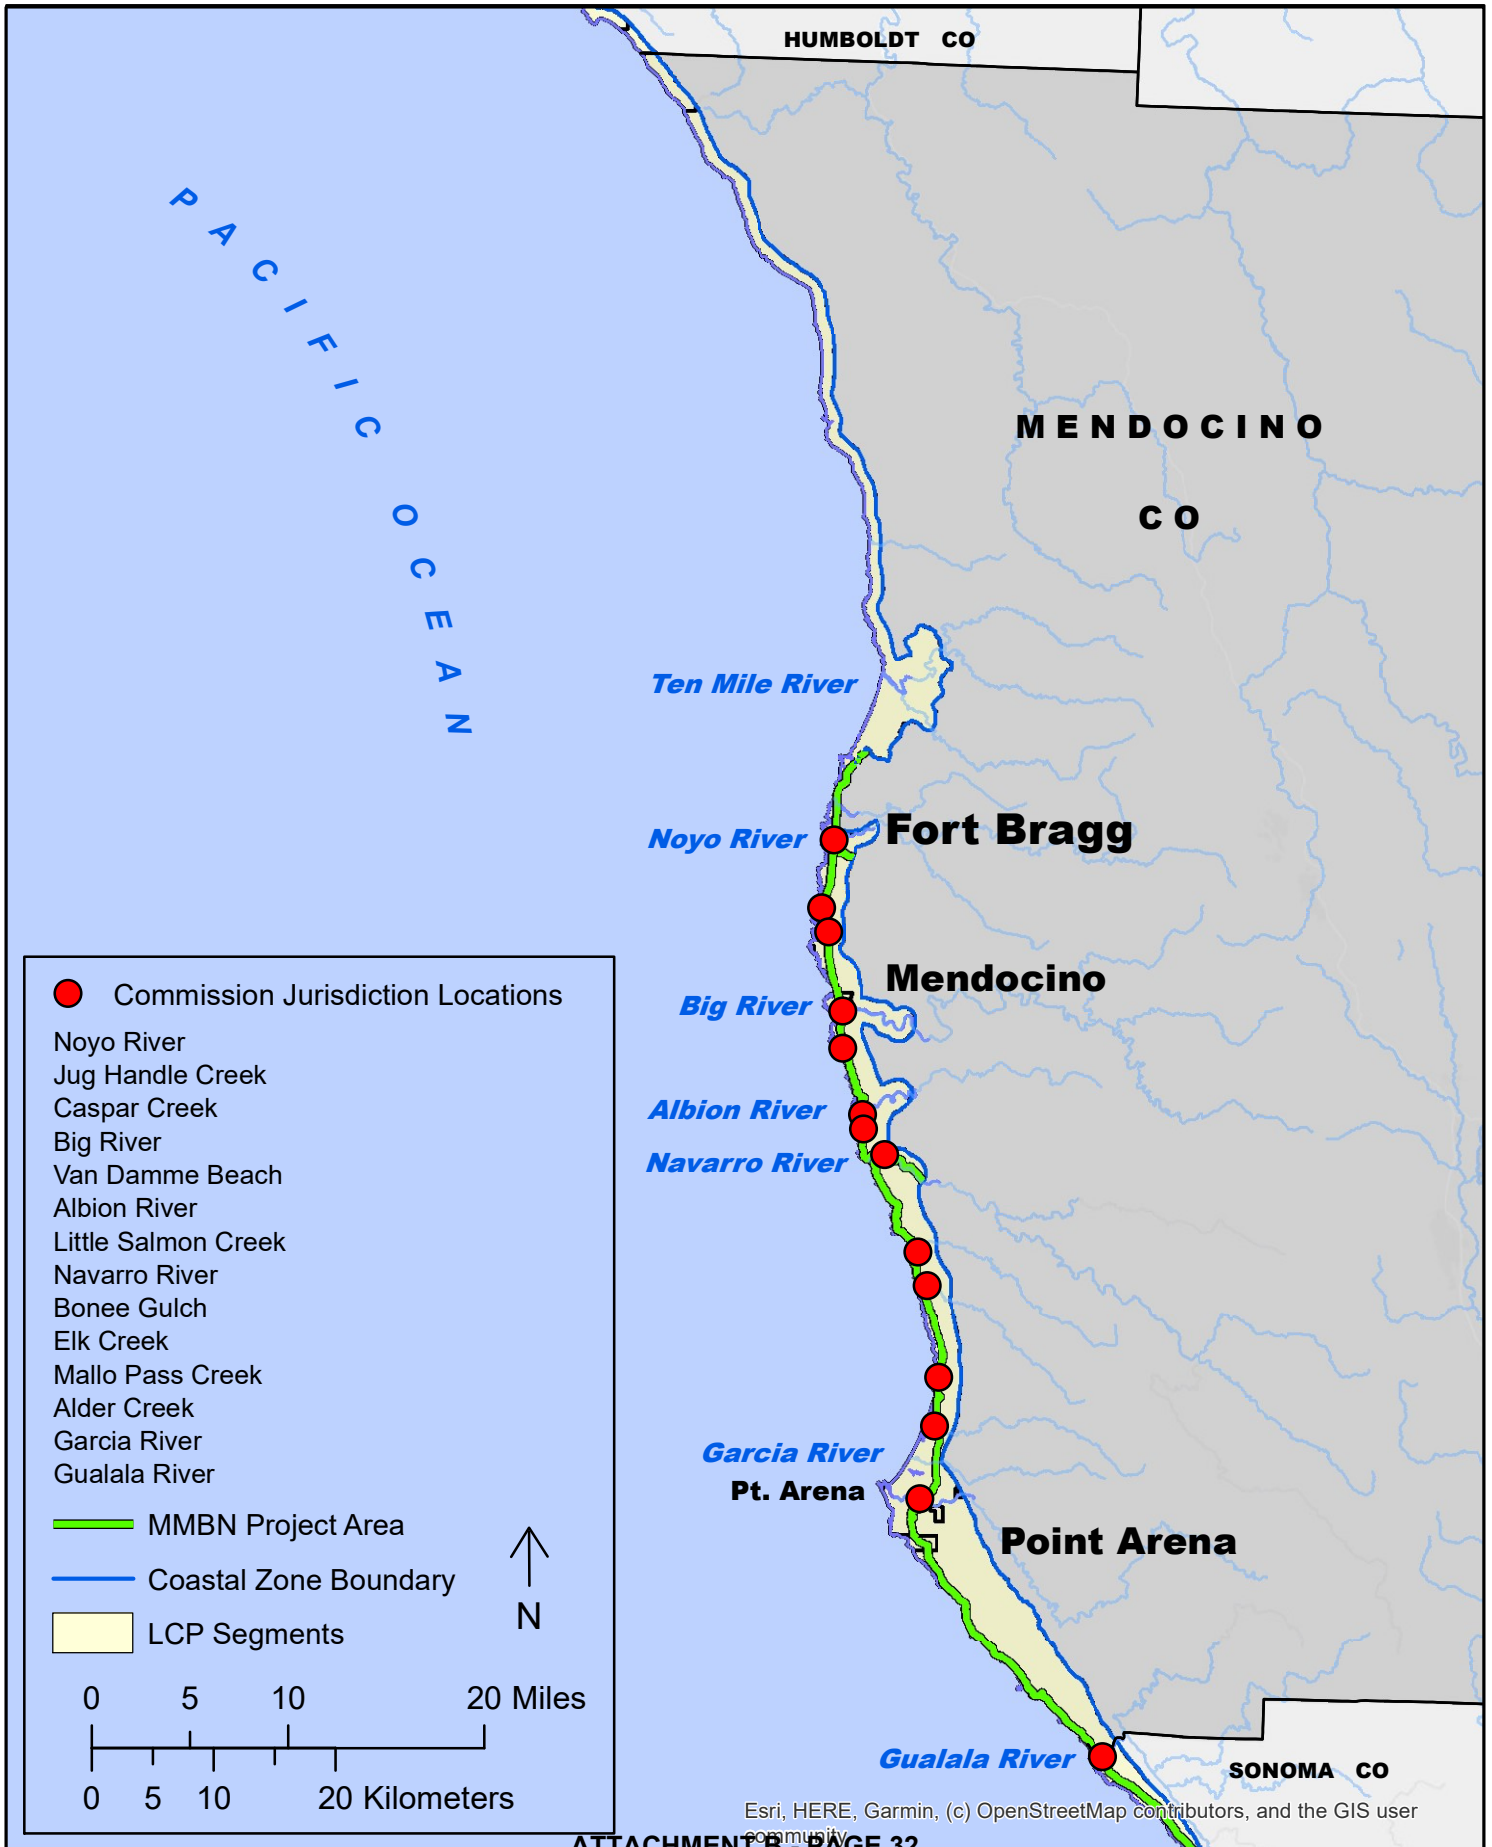 HUMBOLDT CO
PACIFIC OCEAN
MENDOCINO
CO
Ten Mile River
Noyo River
Fort Bragg
Mendocino
Big River
Albion River
Navarro River
Garcia River
Pt. Arena
Point Arena
Gualala River
SONOMA CO
Commission Jurisdiction Locations
Noyo River
Jug Handle Creek
Caspar Creek
Big River
Van Damme Beach
Albion River
Little Salmon Creek
Navarro River
Bonee Gulch
Elk Creek
Mallo Pass Creek
Alder Creek
Garcia River
Gualala River
MMBN Project Area
Coastal Zone Boundary
LCP Segments
N
0 5 10 20 Miles
0 5 10 20 Kilometers
Esri, HERE, Garmin, (c) OpenStreetMap contributors, and the GIS user
community
ATTACHMENT B - PAGE 32